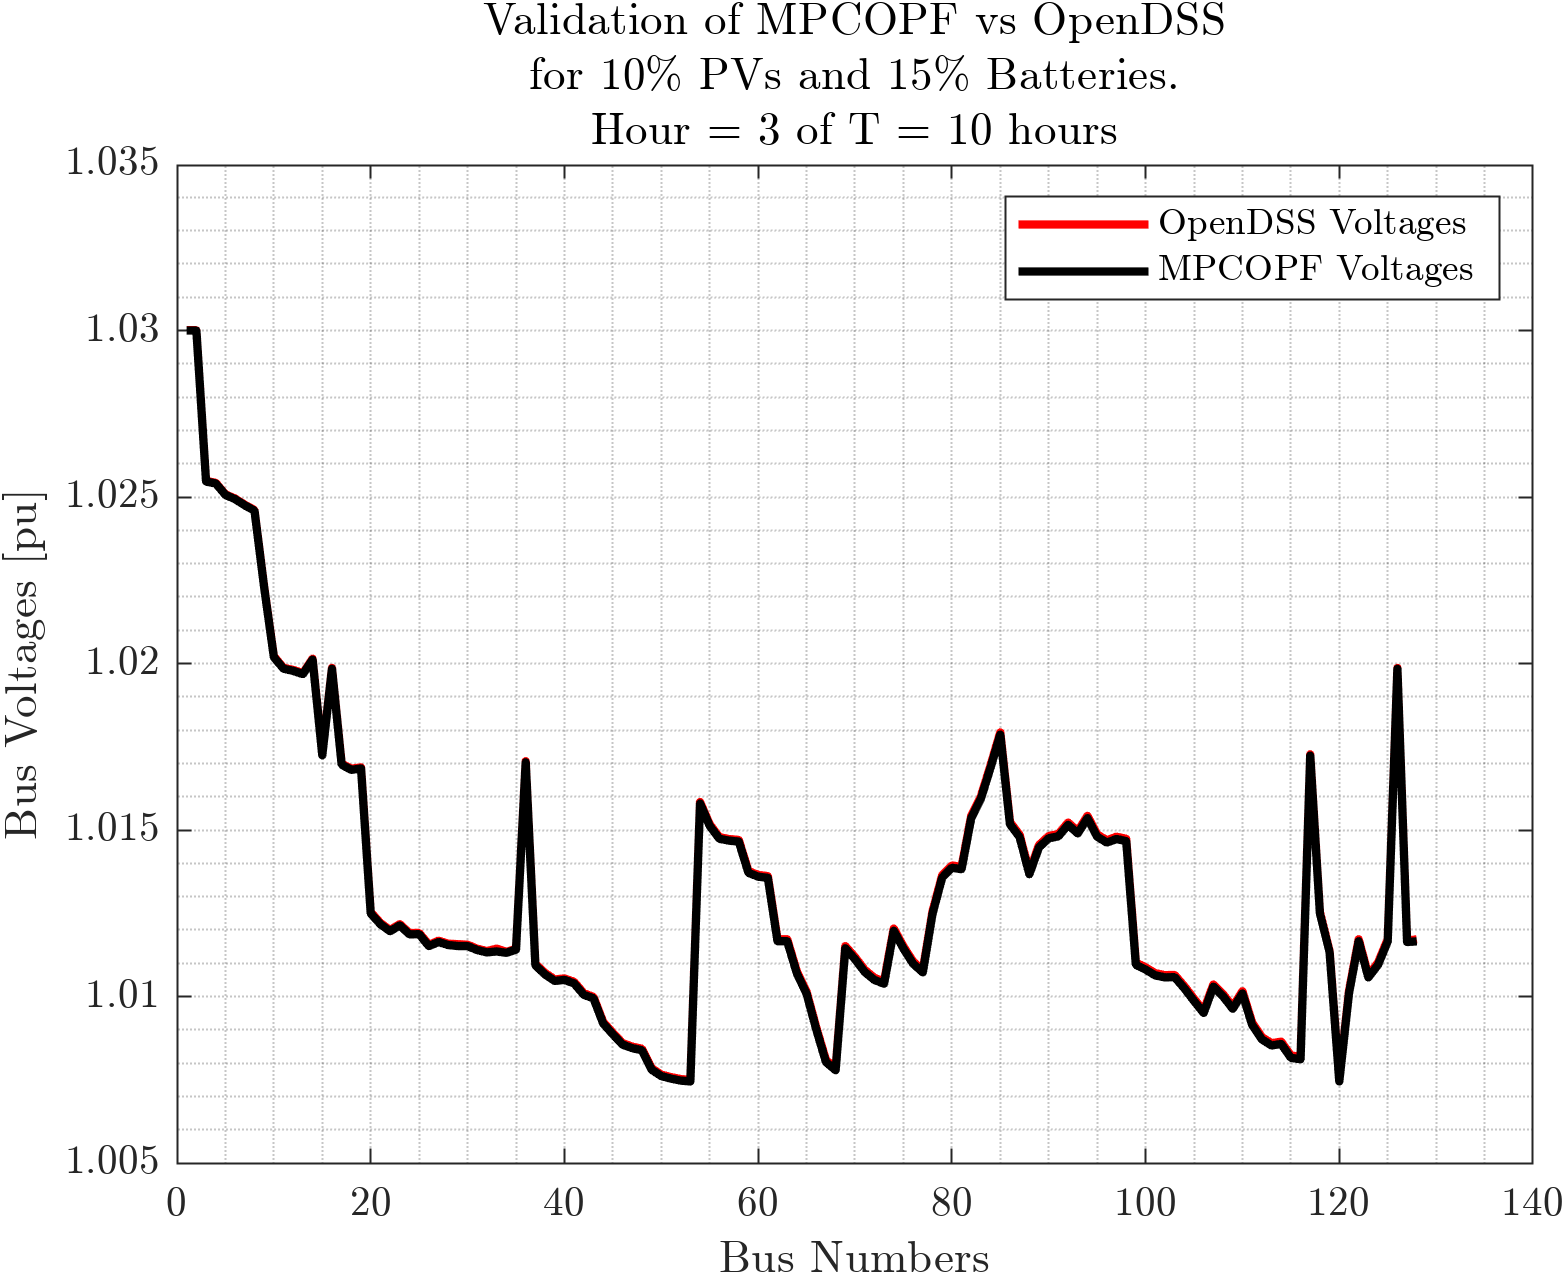 Validation of MPCOPF vs OpenDSS
for 10% PVs and 15% Batteries.
Hour = 3 of T = 10 hours
1.035
1.03
1.025
1.02
1.015
1.01
1.005
Bus Voltages [pu]
OpenDSS Voltages
MPCOPF Voltages
0 20 40 60 80 100 120 140
Bus Numbers